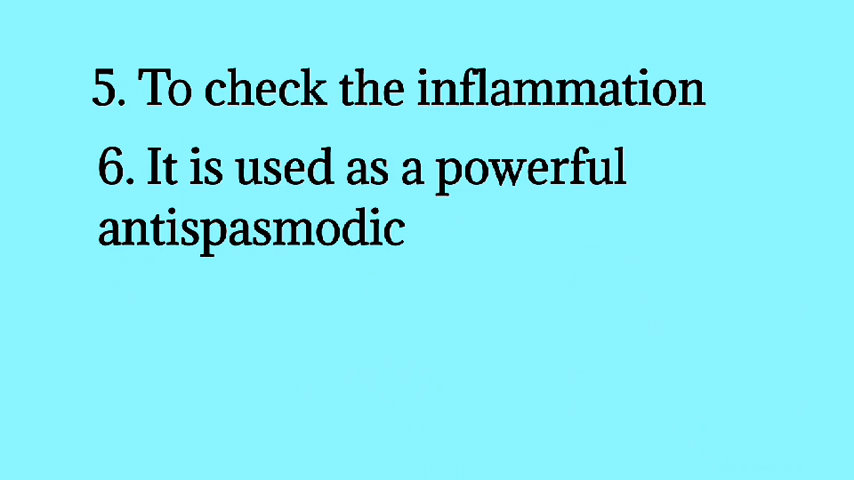 5. To check the inflammation
6. It is used as a powerful
antispasmodic